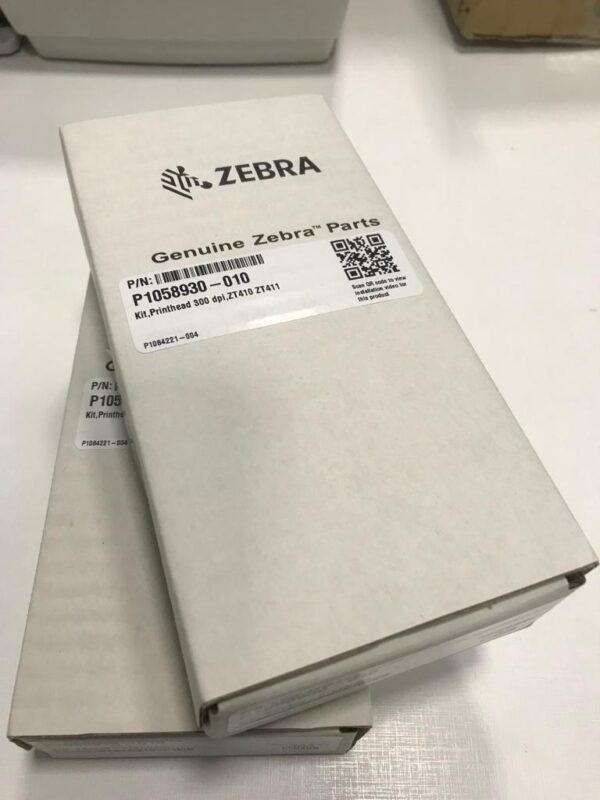 ZEBRA
Genuine Zebra™ Parts
P/N:
P1058930-010
Kit,Printhead 300 dpi,ZT410 ZT411
P1084221-004
Scan QR code to view
installation video for
this product
P/N:
P105
Kit,Printhe
P1084221-004